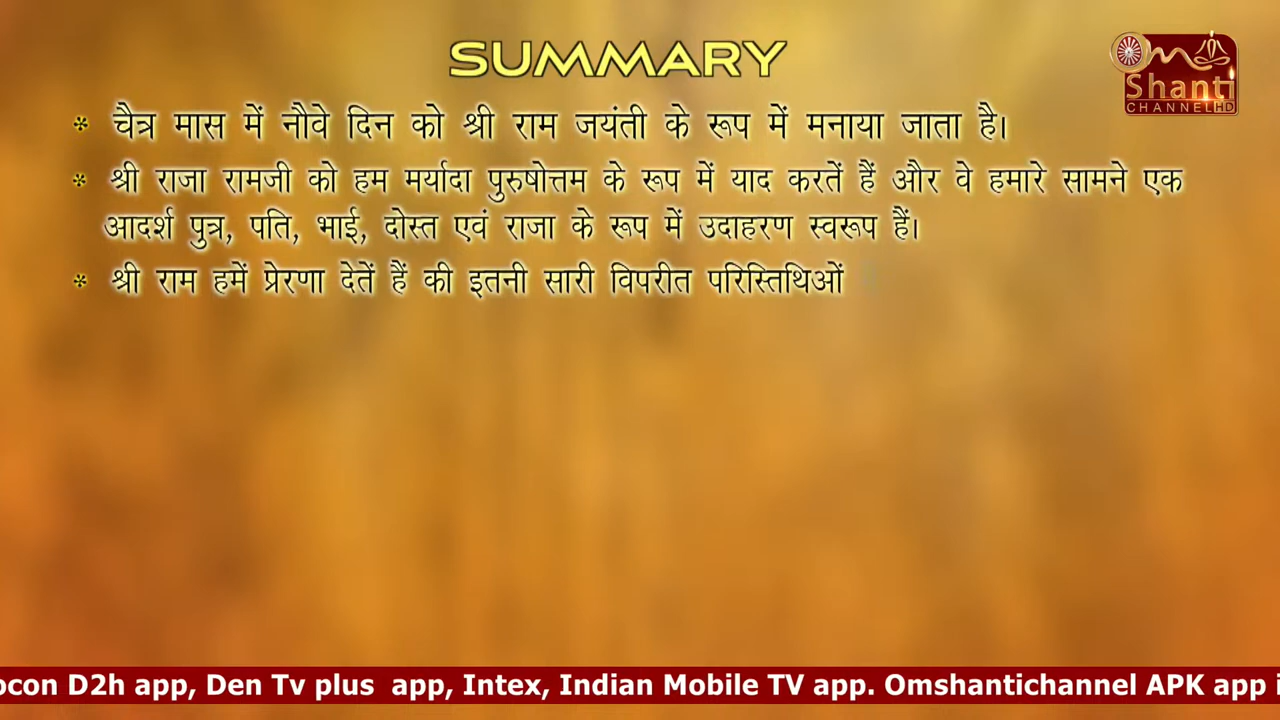 SUMMARY
Om
Shanti
CHANNEL HD
* चैत्र मास में नौवे दिन को श्री राम जयंती के रूप में मनाया जाता है।
* श्री राजा रामजी को हम मर्यादा पुरुषोत्तम के रूप में याद करतें हैं और वे हमारे सामने एक
आदर्श पुत्र, पति, भाई, दोस्त एवं राजा के रूप में उदाहरण स्वरूप हैं।
* श्री राम हमें प्रेरणा देतें हैं की इतनी सारी विपरीत परिस्तिथिओं
ocon D2h app, Den Tv plus app, Intex, Indian Mobile TV app. Omshantichannel APK app i